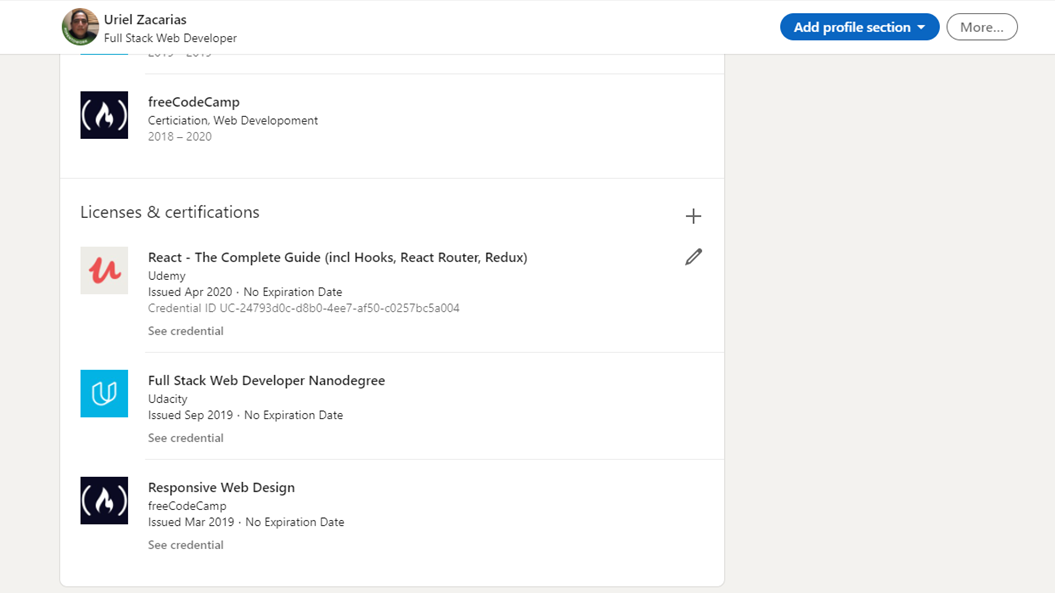 Uriel Zacarias
Full Stack Web Developer
Add profile section
More...
2019 – 2019
freeCodeCamp
Certiciation, Web Developoment
2018 – 2020
Licenses & certifications
React - The Complete Guide (incl Hooks, React Router, Redux)
Udemy
Issued Apr 2020 · No Expiration Date
Credential ID UC-24793d0c-d8b0-4ee7-af50-c0257bc5a004
See credential
Full Stack Web Developer Nanodegree
Udacity
Issued Sep 2019 · No Expiration Date
See credential
Responsive Web Design
freeCodeCamp
Issued Mar 2019 · No Expiration Date
See credential